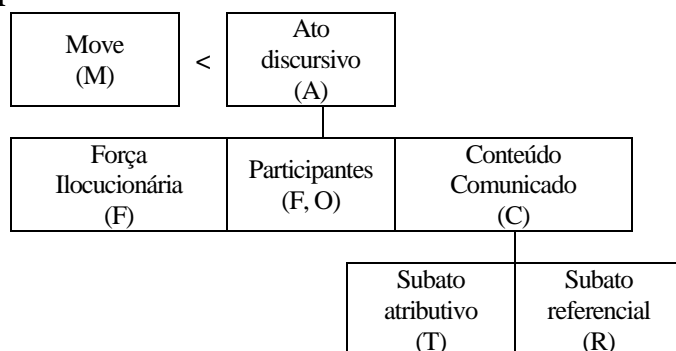 Move
(M)
<
Ato
discursivo
(A)
Força
Ilocucionária
(F)
Participantes
(F, O)
Conteúdo
Comunicado
(C)
Subato
atributivo
(T)
Subato
referencial
(R)